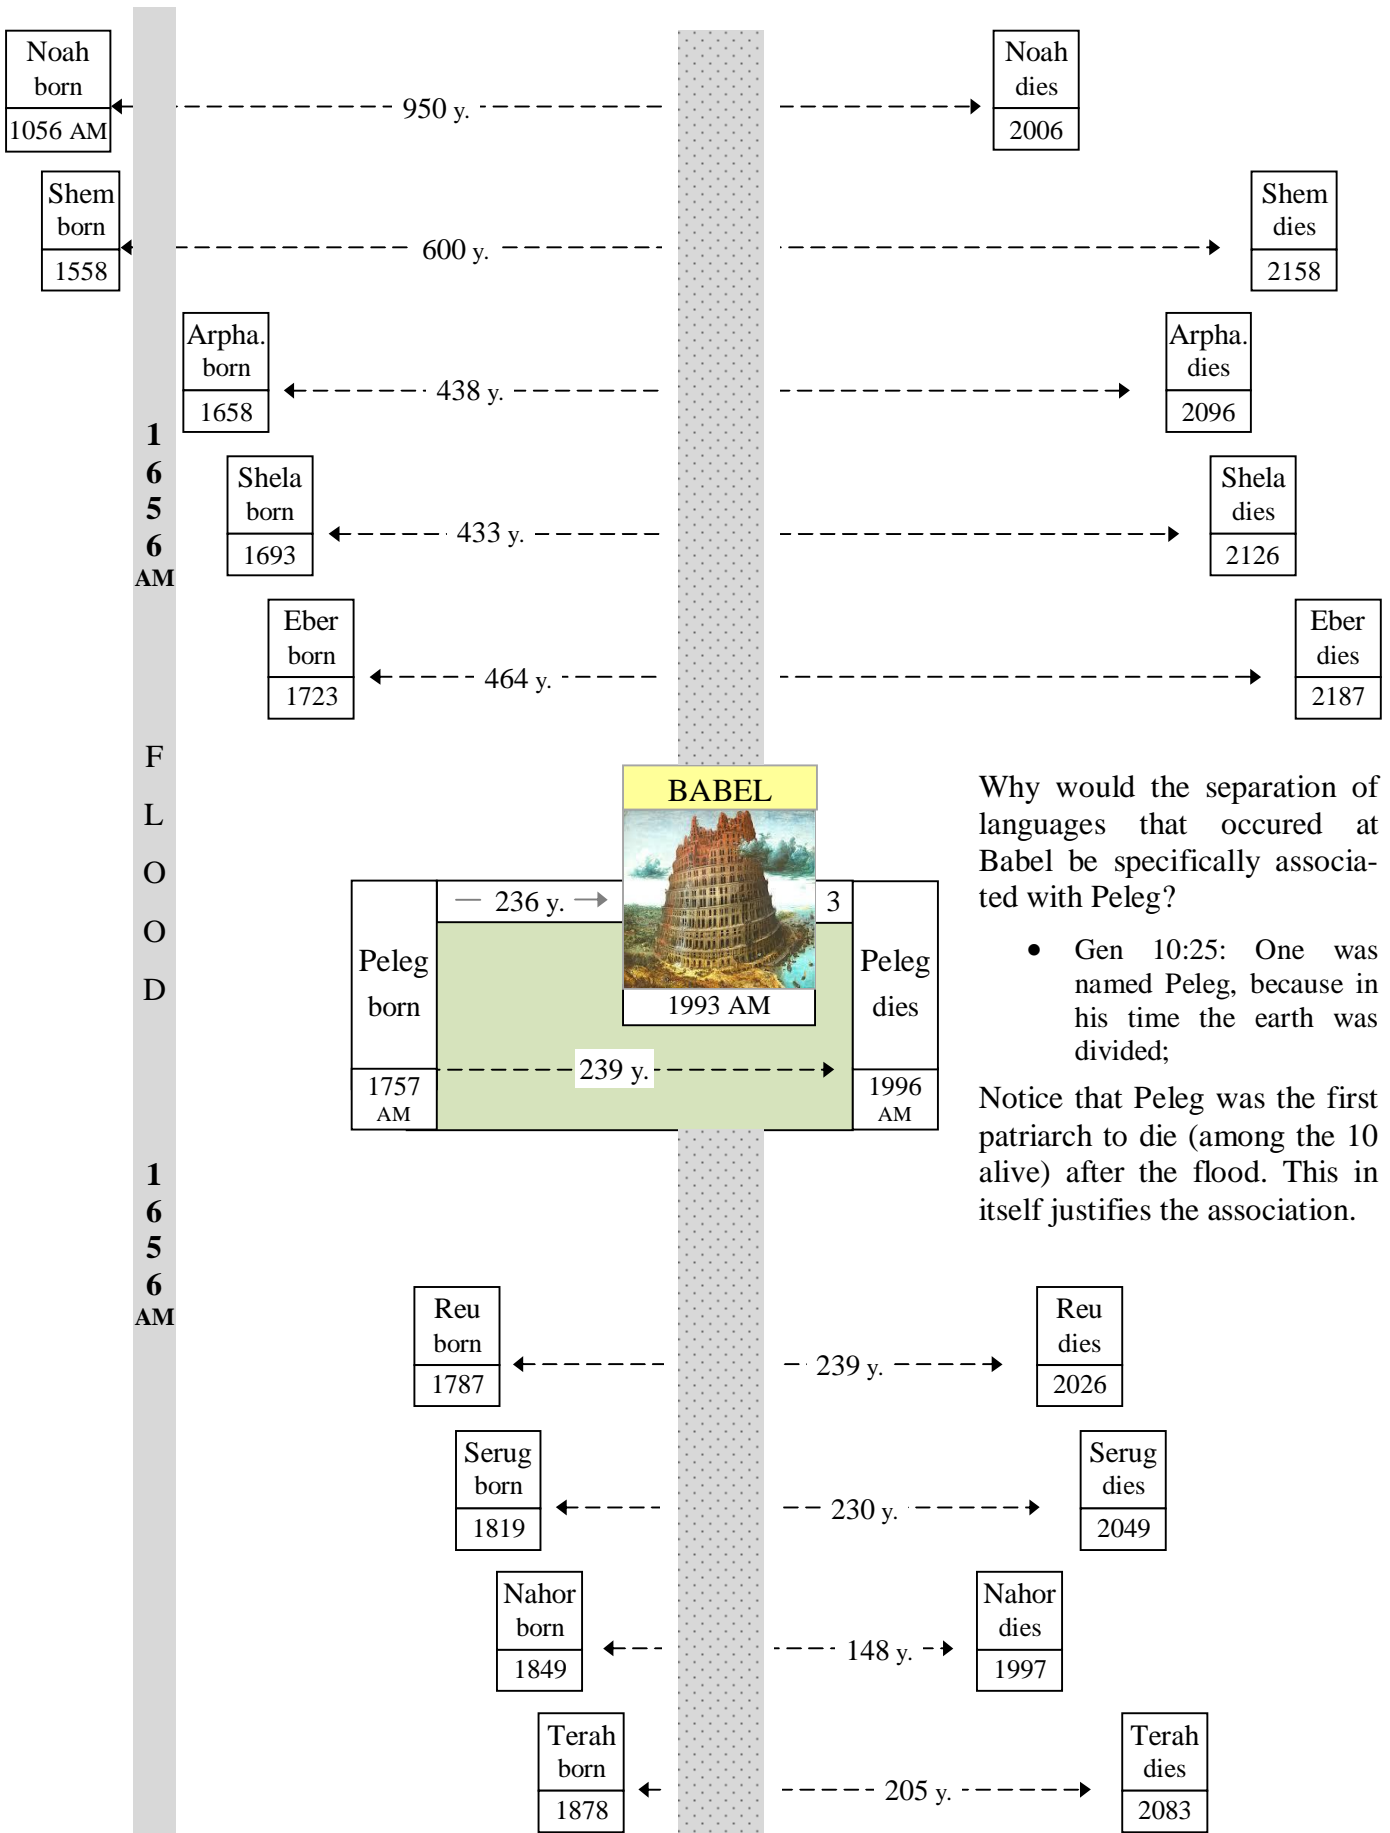 Noah
born
1056 AM
950 y.
Noah
dies
2006
Shem
born
1558
600 y.
Shem
dies
2158
Arpha.
born
1658
438 y.
Arpha.
dies
2096
1
6
5
6
AM
Shela
born
1693
433 y.
Shela
dies
2126
Eber
born
1723
464 y.
Eber
dies
2187
F
L
O
O
D
BABEL
236 y.
3
Peleg
born
1993 AM
Peleg
dies
239 y.
1757
AM
1996
AM
Why would the separation of
languages that occured at
Babel be specifically associa-
ted with Peleg?
• Gen 10:25: One was
named Peleg, because in
his time the earth was
divided;
Notice that Peleg was the first
patriarch to die (among the 10
alive) after the flood. This in
itself justifies the association.
1
6
5
6
AM
Reu
born
1787
239 y.
Reu
dies
2026
Serug
born
1819
230 y.
Serug
dies
2049
Nahor
born
1849
148 y.
Nahor
dies
1997
Terah
born
1878
205 y.
Terah
dies
2083